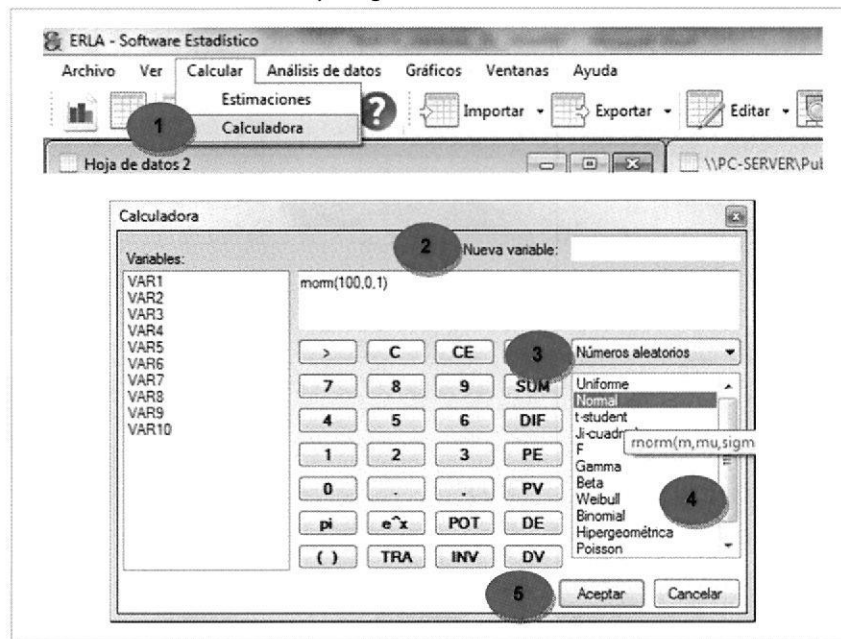 ERLA - Software Estadístico
Archivo Ver Calcular Análisis de datos Gráficos Ventanas Ayuda
Estimaciones
Importar Exportar Editar
1 Calculadora
Hoja de datos 2 \\PC-SERVER\Pub
Calculadora
2 Nueva variable:
Variables:
VAR1
VAR2
VAR3
VAR4
VAR5
VAR6
VAR7
VAR8
VAR9
VAR10
rnorm(100,0,1)
> C CE 3 Números aleatorios
7 8 9 SUM
4 5 6 DIF
1 2 3 PE
0 . , PV
pi e^x POT DE
( ) TRA INV DV
Uniforme
Normal
t-student
rnorm(m,mu,sigm
F
Gamma
Beta
Weibull
4
Binomial
Hipergeométrica
Poisson
5 Aceptar Cancelar